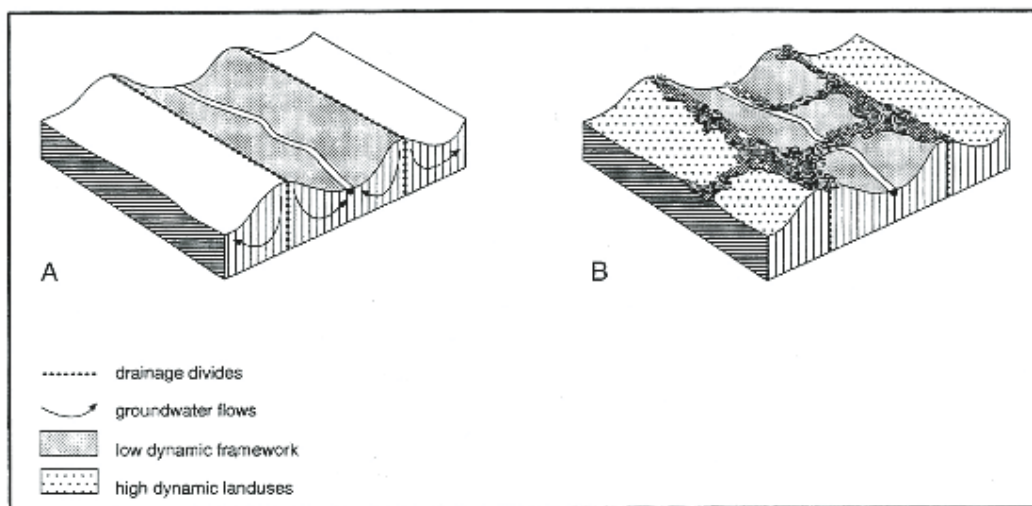 A
B
drainage divides
groundwater flows
low dynamic framework
high dynamic landuses